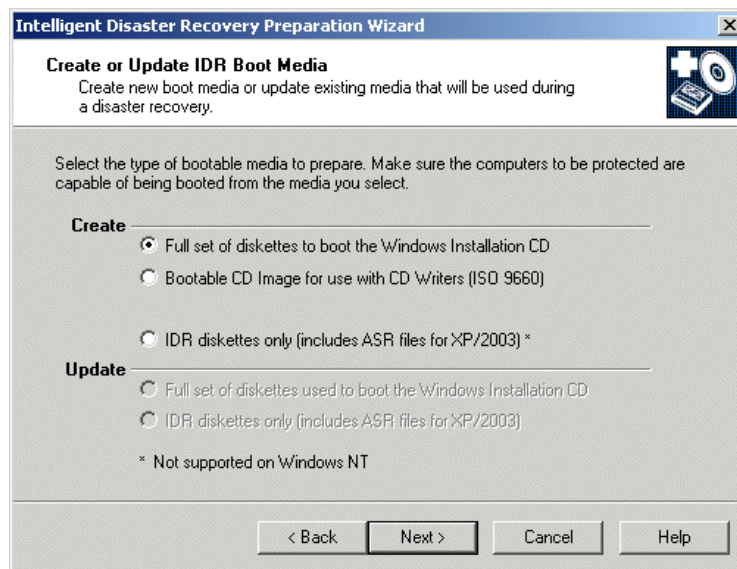 Intelligent Disaster Recovery Preparation Wizard
Create or Update IDR Boot Media
Create new boot media or update existing media that will be used during
a disaster recovery.
Select the type of bootable media to prepare. Make sure the computers to be protected are
capable of being booted from the media you select.
Create
Full set of diskettes to boot the Windows Installation CD
Bootable CD Image for use with CD Writers (ISO 9660)
IDR diskettes only (includes ASR files for XP/2003) *
Update
Full set of diskettes used to boot the Windows Installation CD
IDR diskettes only (includes ASR files for XP/2003)
* Not supported on Windows NT
< Back Next > Cancel Help